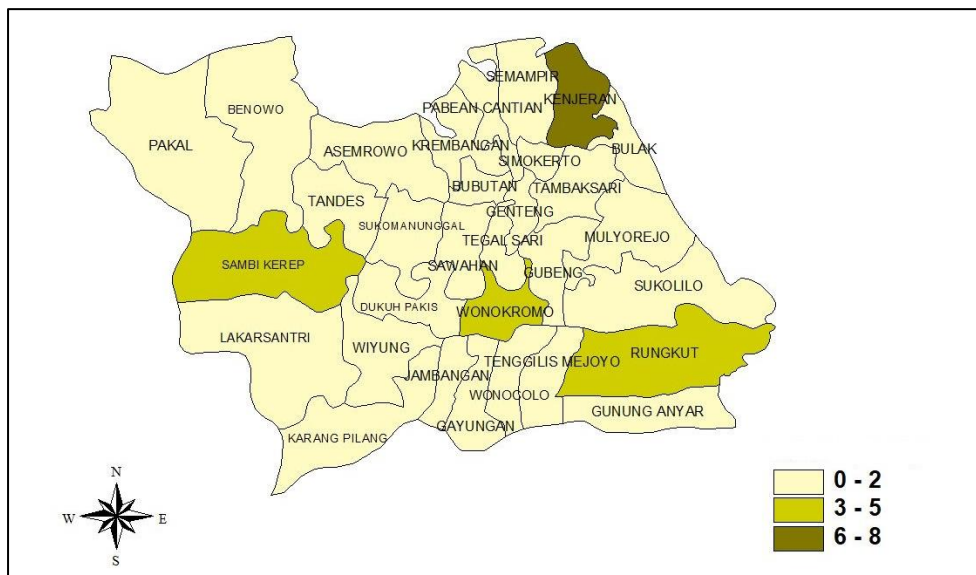 SEMAMPIR
KENJERAN
PABEAN CANTIAN
BENOWO
PAKAL
ASEMROWO
KREMBANGAN
BULAK
SIMOKERTO
BUBUTAN
TAMBAKSARI
TANDES
GENTENG
SUKOMANUNGGAL
TEGAL SARI
MULYOREJO
SAMBI KEREP
SAWAHAN
GUBENG
SUKOLILO
DUKUH PAKIS
WONOKROMO
LAKARSANTRI
WIYUNG
TENGGILIS MEJOYO
RUNGKUT
JAMBANGAN
WONOCOLO
GUNUNG ANYAR
GAYUNGAN
KARANG PILANG
N
W E
S
0 - 2
3 - 5
6 - 8